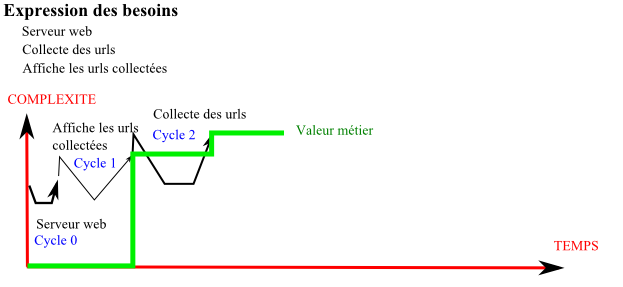 Expression des besoins
Serveur web
Collecte des urls
Affiche les urls collectées
COMPLEXITE
Collecte des urls
Affiche les urls
collectées
Cycle 2
Valeur métier
Cycle 1
Serveur web
Cycle 0
TEMPS